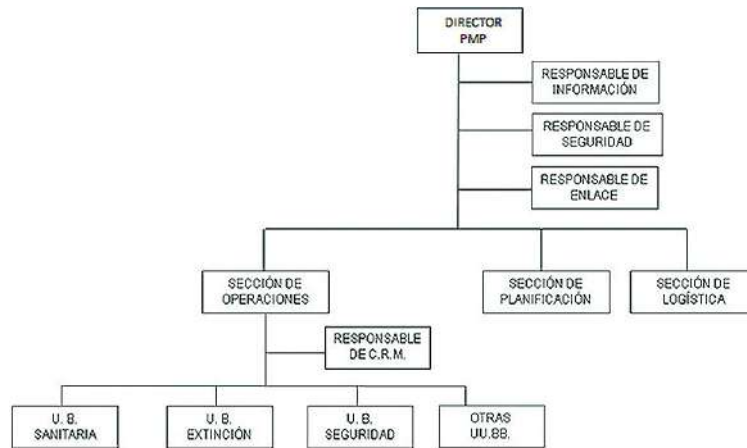 DIRECTOR
PMP
RESPONSABLE DE
INFORMACIÓN
RESPONSABLE DE
SEGURIDAD
RESPONSABLE DE
ENLACE
SECCIÓN DE
OPERACIONES
SECCIÓN DE
PLANIFICACIÓN
SECCIÓN DE
LOGÍSTICA
RESPONSABLE
DE C.R.M.
U. B.
SANITARIA
U. B.
EXTINCIÓN
U. B.
SEGURIDAD
OTRAS
UU.BB.